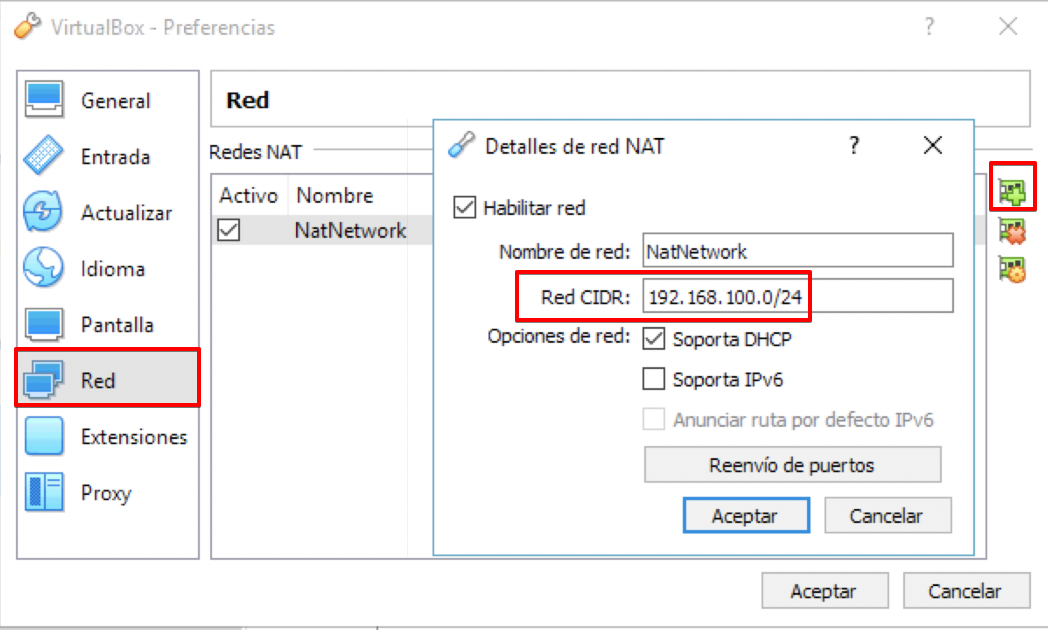 VirtualBox - Preferencias ?
General
Entrada
Actualizar
Idioma
Pantalla
Red
Extensiones
Proxy
Red
Redes NAT
Activo Nombre
NatNetwork
Detalles de red NAT ?
Habilitar red
Nombre de red: NatNetwork
Red CIDR: 192.168.100.0/24
Opciones de red: Soporta DHCP
Soporta IPv6
Anunciar ruta por defecto IPv6
Reenvío de puertos
Aceptar Cancelar
Aceptar Cancelar